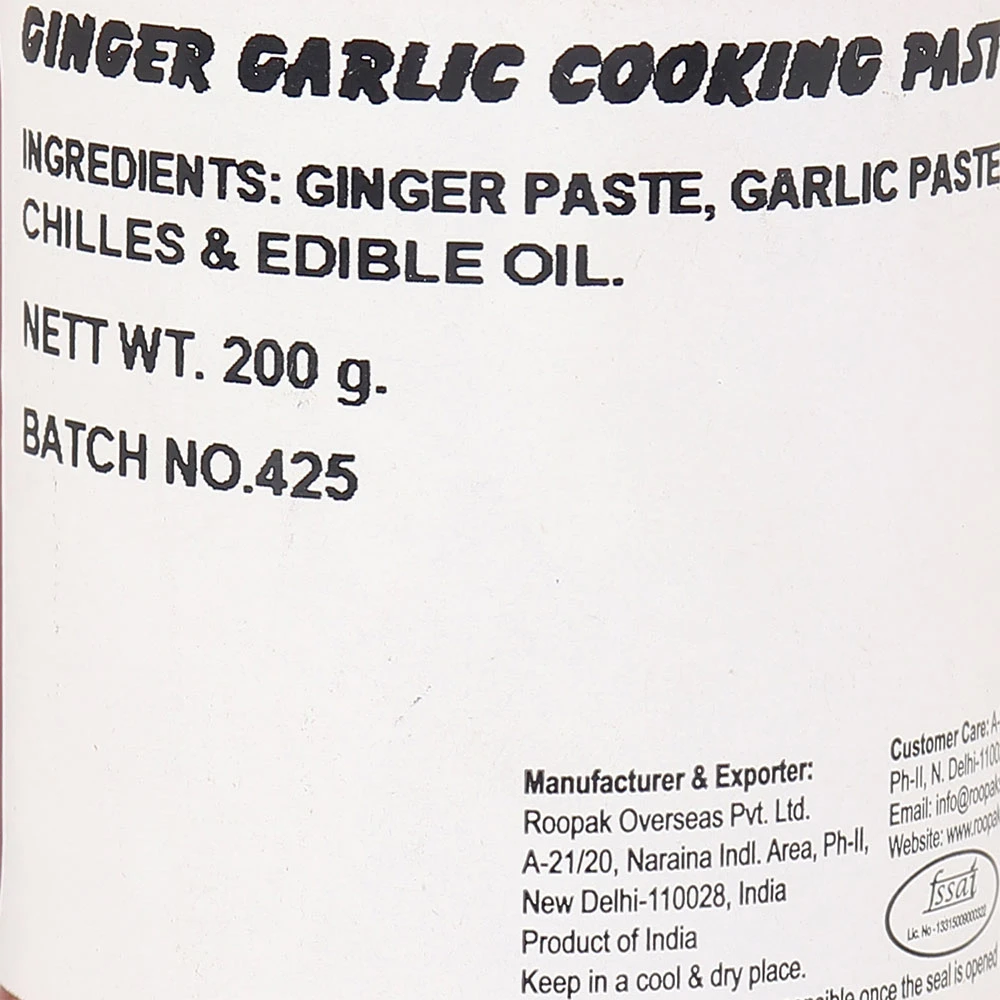 GINGER GARLIC COOKING PAST
INGREDIENTS: GINGER PASTE, GARLIC PASTE
CHILLES & EDIBLE OIL.
NETT WT. 200 g.
BATCH NO.425
Manufacturer & Exporter:
Roopak Overseas Pvt. Ltd.
A-21/20, Naraina Indl. Area, Ph-II,
New Delhi-110028, India
Product of India
Keep in a cool & dry place.
Customer Care: A-
Ph-II, N. Delhi-1100
Email: info@roopak
Website: www.roopak
fssai
Lic. No -
once the seal is opened